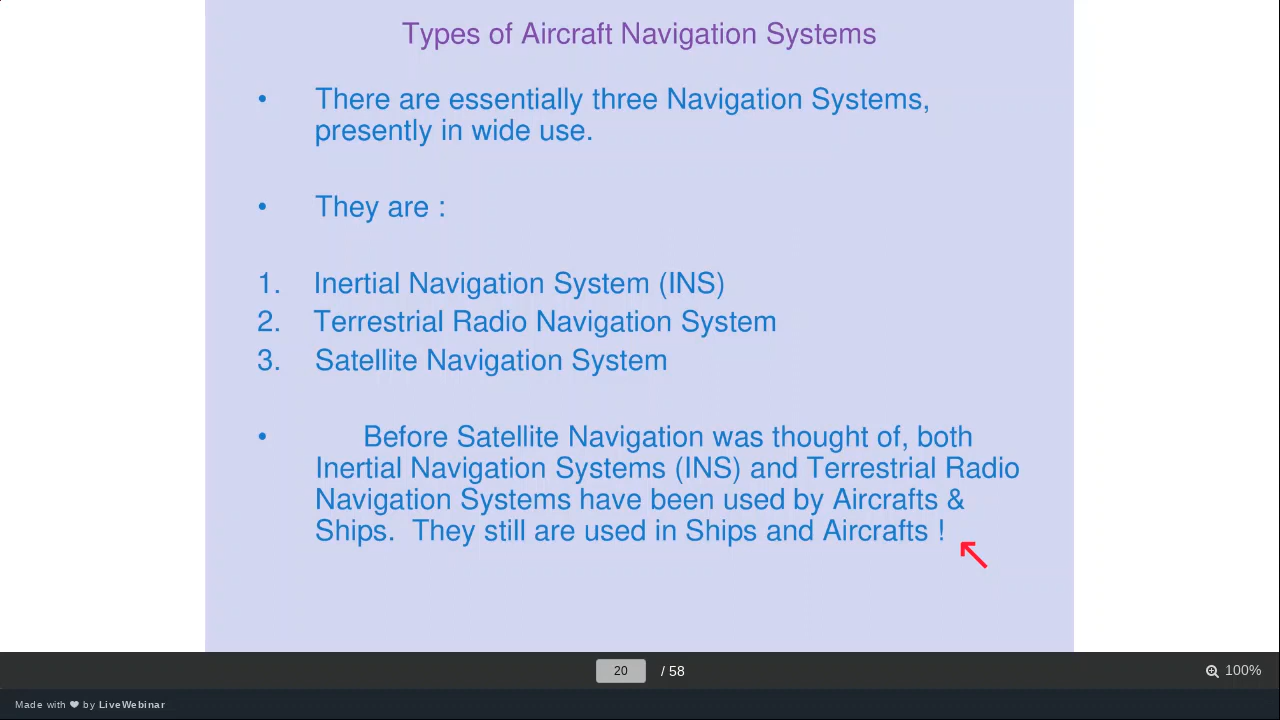 Types of Aircraft Navigation Systems
• There are essentially three Navigation Systems,
presently in wide use.
• They are :
1. Inertial Navigation System (INS)
2. Terrestrial Radio Navigation System
3. Satellite Navigation System
• Before Satellite Navigation was thought of, both
Inertial Navigation Systems (INS) and Terrestrial Radio
Navigation Systems have been used by Aircrafts &
Ships. They still are used in Ships and Aircrafts !
20 / 58
100%
Made with ❤ by LiveWebinar